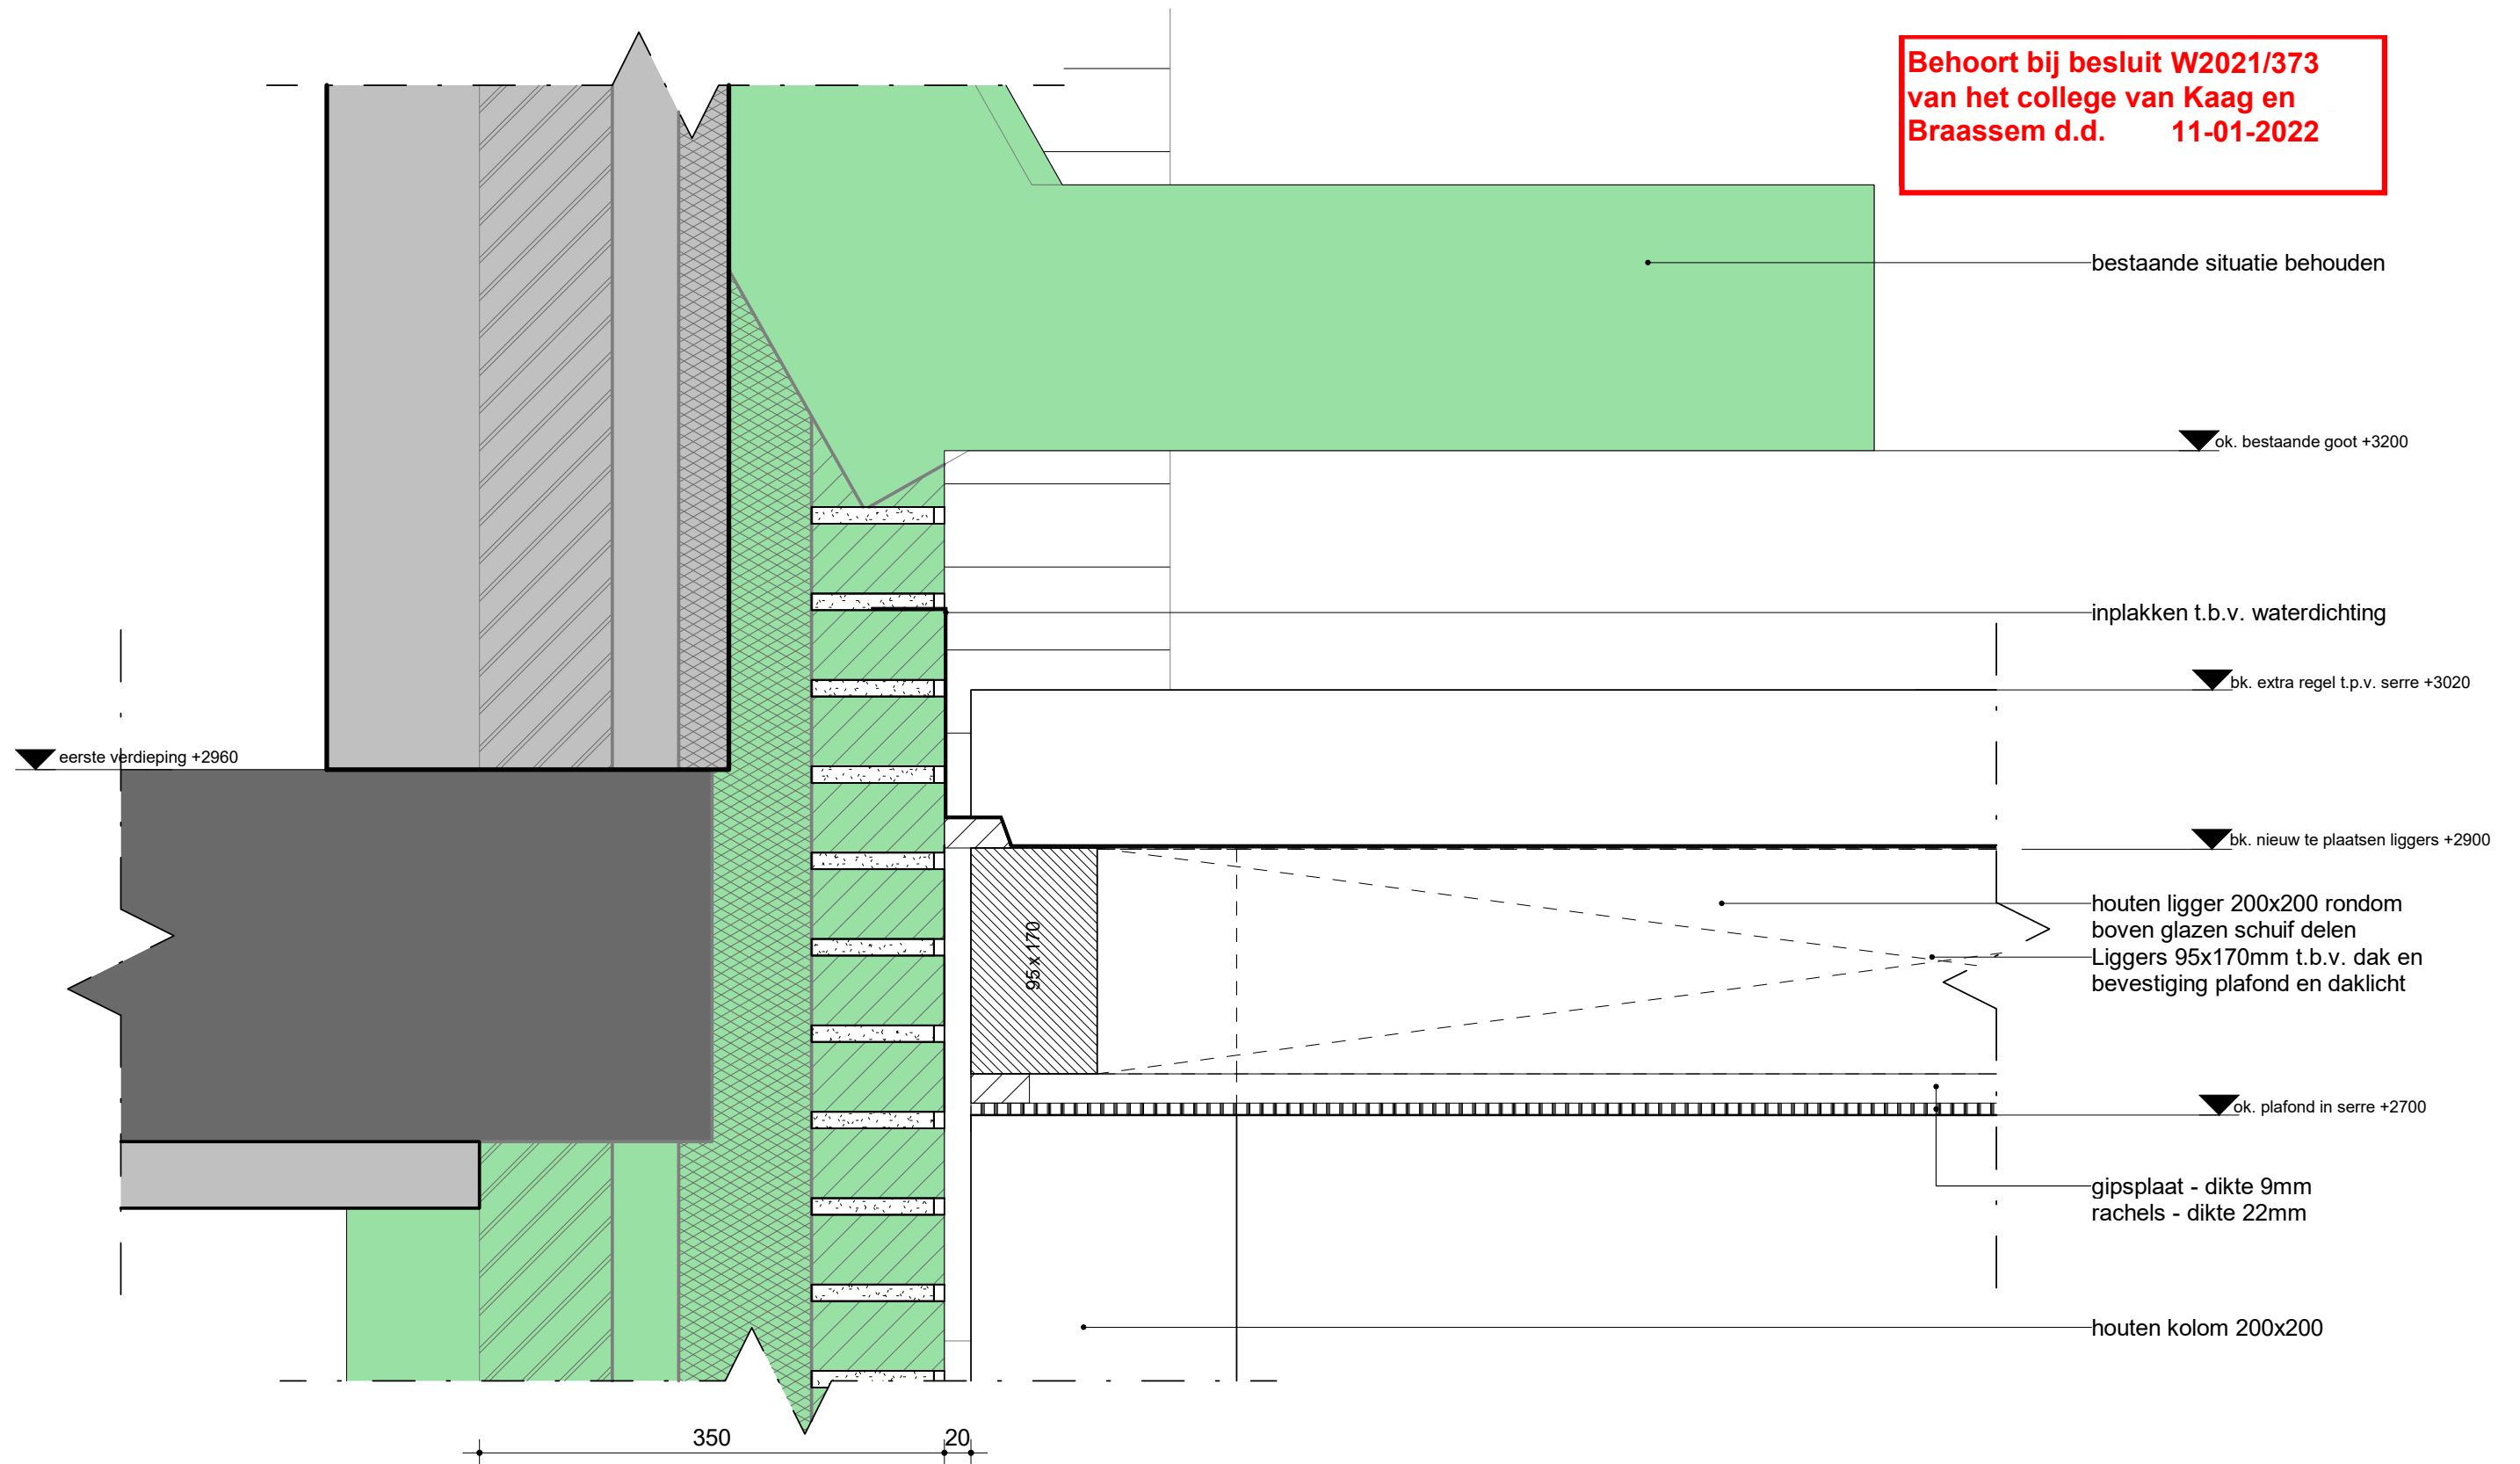 Behoort bij besluit W2021/373
van het college van Kaag en
Braassem d.d. 11-01-2022
bestaande situatie behouden
ok. bestaande goot +3200
inplakken t.b.v. waterdichting
bk. extra regel t.p.v. serre +3020
eerste verdieping +2960
bk. nieuw te plaatsen liggers +2900
houten ligger 200x200 rondom
boven glazen schuif delen
Liggers 95x170mm t.b.v. dak en
bevestiging plafond en daklicht
95x170
ok. plafond in serre +2700
gipsplaat - dikte 9mm
rachels - dikte 22mm
houten kolom 200x200
350
20